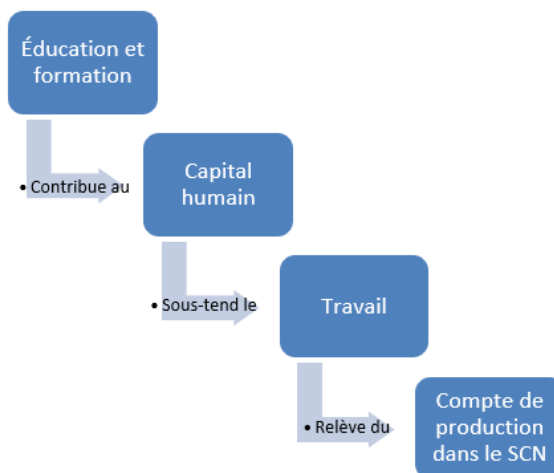 Éducation et
formation
• Contribue au
Capital
humain
• Sous-tend le
Travail
• Relève du
Compte de
production
dans le SCN